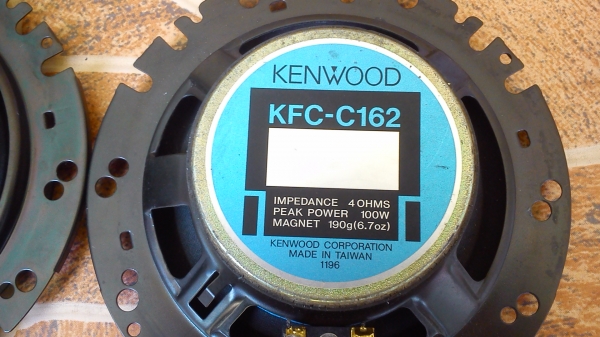 KENWOOD
KFC-C162
IMPEDANCE 4 OHMS
PEAK POWER 100W
MAGNET 190g(6.7oz)
KENWOOD CORPORATION
MADE IN TAIWAN
1196